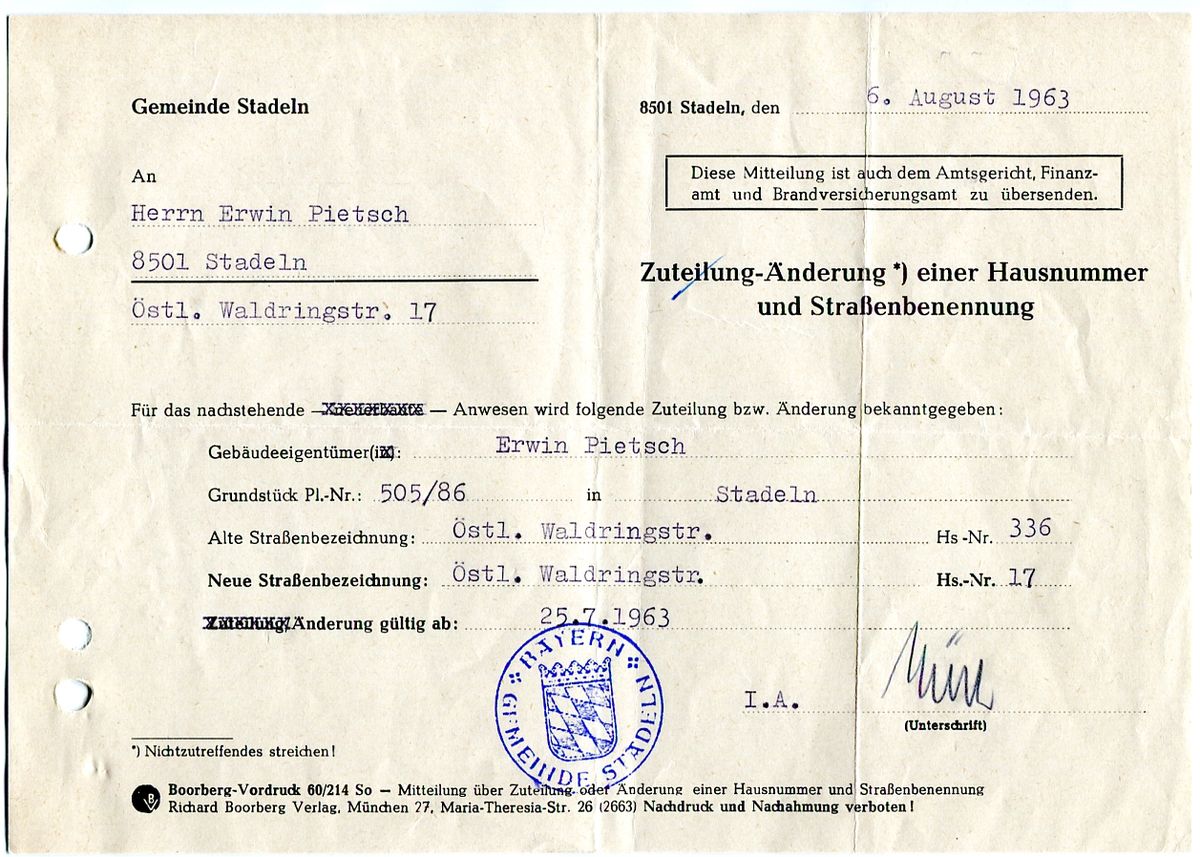 Gemeinde Stadeln
8501 Stadeln, den 6. August 1963
An
Herrn Erwin Pietsch
8501 Stadeln
Östl. Waldringstr. 17
Diese Mitteilung ist auch dem Amtsgericht, Finanz-
amt und Brandversicherungsamt zu übersenden.
Zuteilung-Änderung *) einer Hausnummer
und Straßenbenennung
Für das nachstehende — — Anwesen wird folgende Zuteilung bzw. Änderung bekanntgegeben:
Gebäudeeigentümer(in): Erwin Pietsch
Grundstück Pl.-Nr.: 505/86 in Stadeln
Alte Straßenbezeichnung: Östl. Waldringstr. Hs-Nr. 336
Neue Straßenbezeichnung: Östl. Waldringstr. Hs.-Nr. 17
Zuteilung/Änderung gültig ab: 25.7.1963
BAYERN
GEMEINDE STADELN
I.A.
(Unterschrift)
*) Nichtzutreffendes streichen!
B
Boorberg-Vordruck 60/214 So — Mitteilung über Zuteilung oder Änderung einer Hausnummer und Straßenbenennung
Richard Boorberg Verlag, München 27, Maria-Theresia-Str. 26 (2663) Nachdruck und Nachahmung verboten!